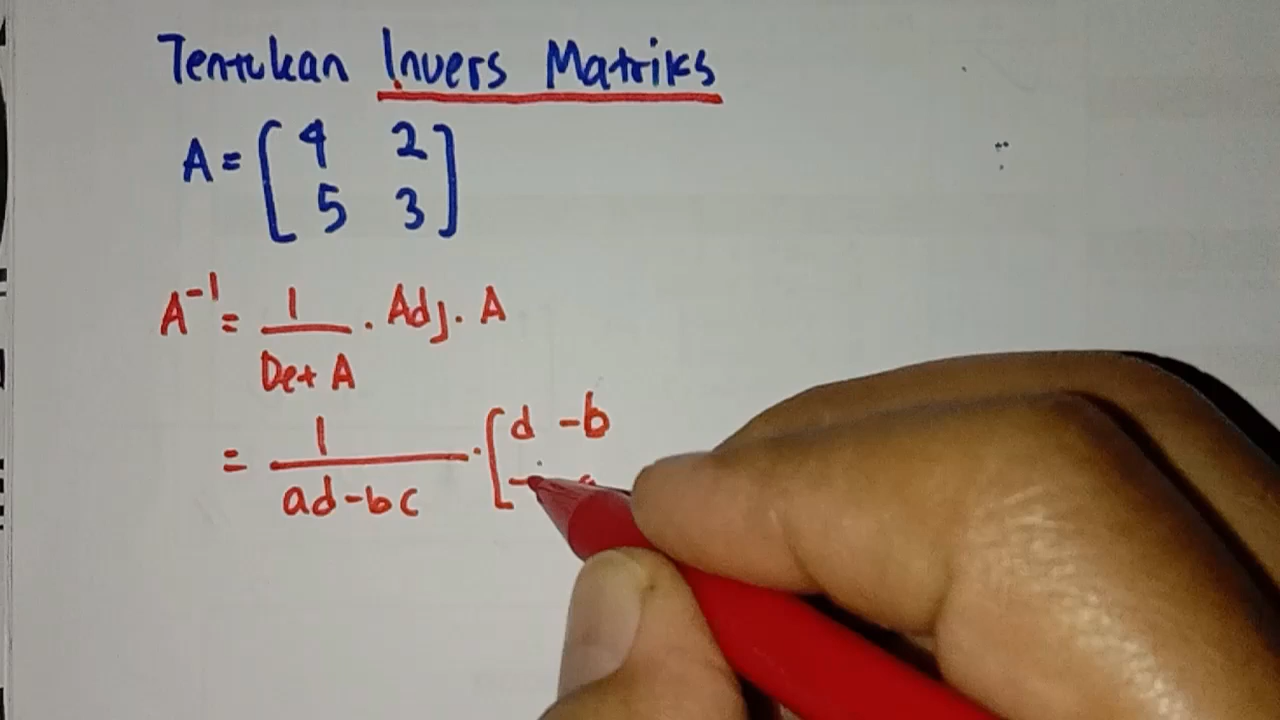 Tentukan Invers Matriks
A = [ 4 2
5 3 ]
A⁻¹ = 1 / Det A . Adj. A
= 1 / ad-bc . [ d -b
-